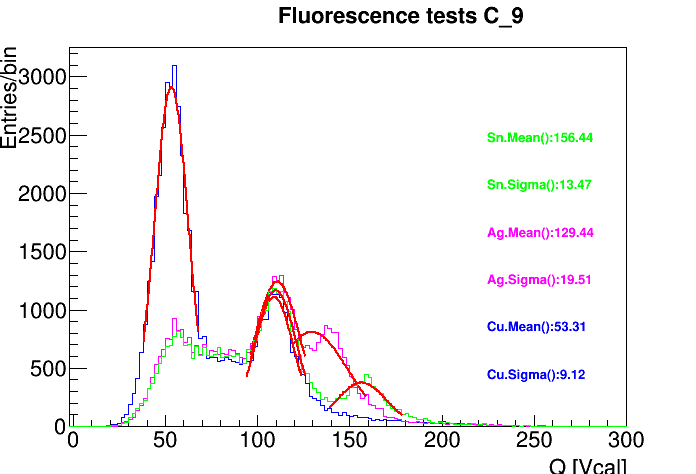 Fluorescence tests C_9
Entries/bin
3000
2500
2000
1500
1000
500
0
Sn.Mean():156.44
Sn.Sigma():13.47
Ag.Mean():129.44
Ag.Sigma():19.51
Cu.Mean():53.31
Cu.Sigma():9.12
0 50 100 150 200 250 300
Q [Vcal]